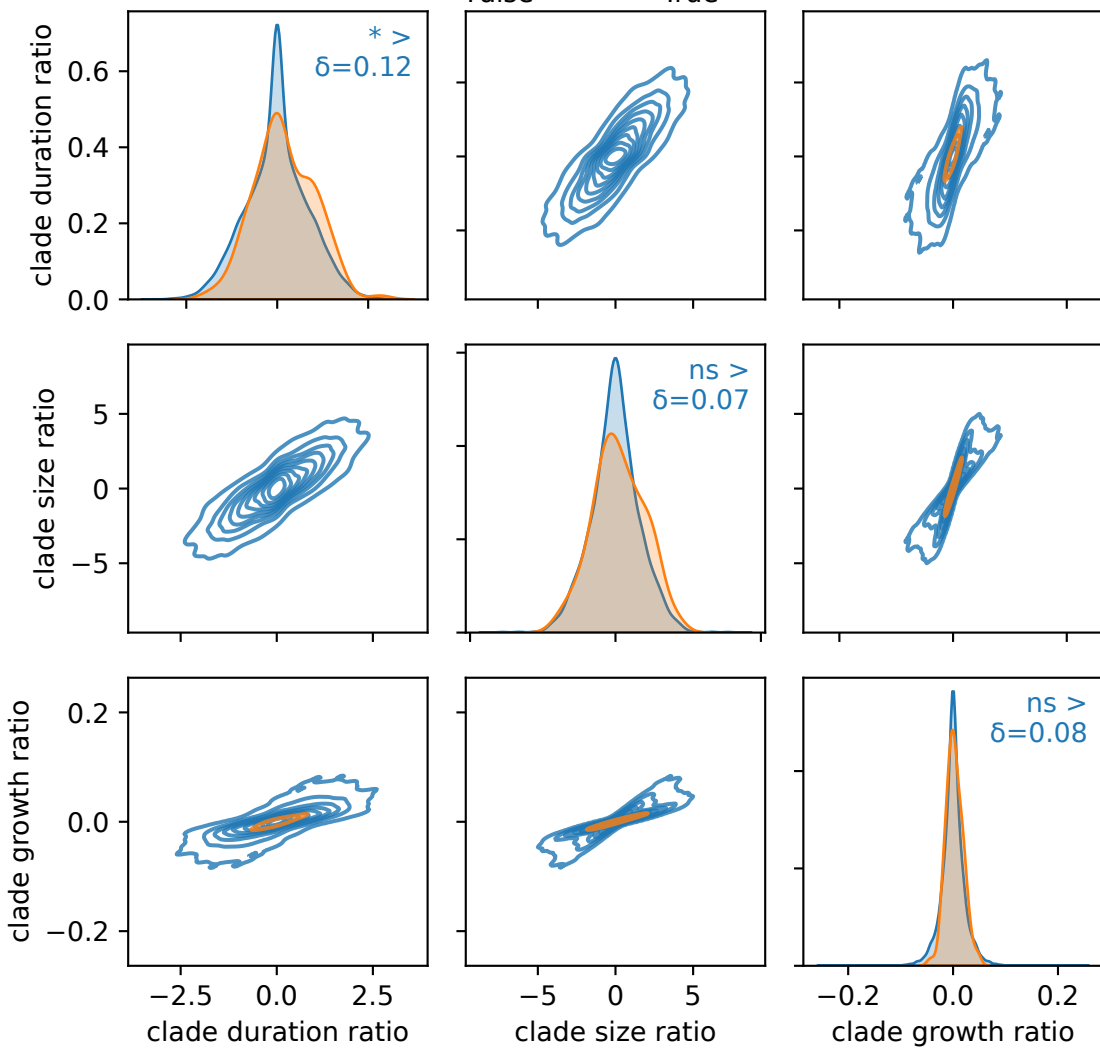 clade duration ratio
0.6
0.4
0.2
0.0
* >
δ=0.12
clade size ratio
5
0
−5
ns >
δ=0.07
clade growth ratio
0.2
0.0
−0.2
ns >
δ=0.08
−2.5 0.0 2.5
−5 0 5
−0.2 0.0 0.2
clade duration ratio
clade size ratio
clade growth ratio